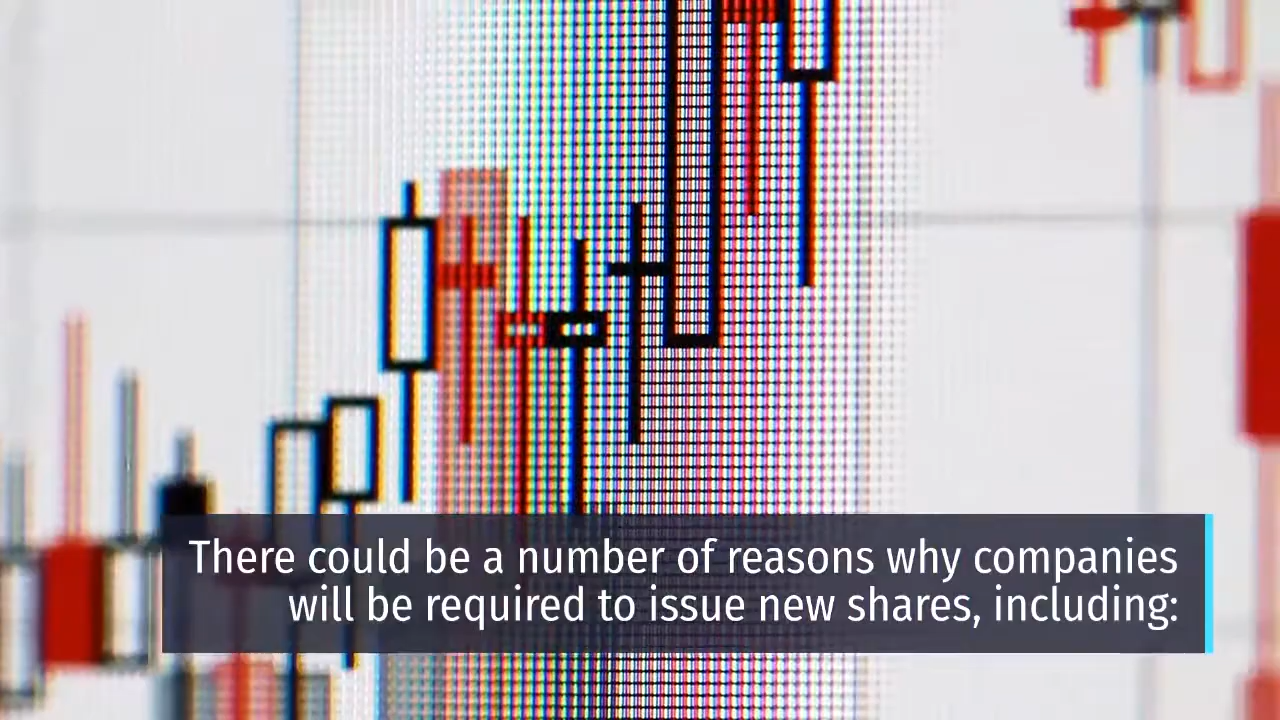 There could be a number of reasons why companies
will be required to issue new shares, including: